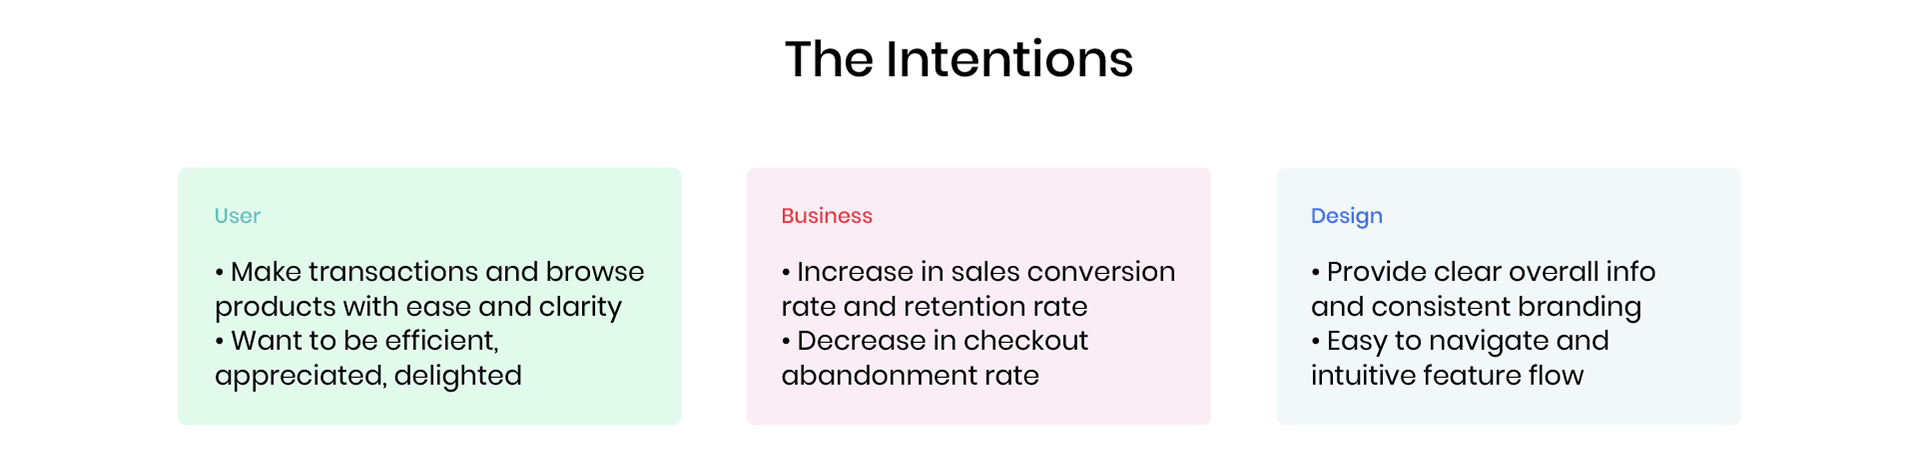 The Intentions
User
• Make transactions and browse
products with ease and clarity
• Want to be efficient,
appreciated, delighted
Business
• Increase in sales conversion
rate and retention rate
• Decrease in checkout
abandonment rate
Design
• Provide clear overall info
and consistent branding
• Easy to navigate and
intuitive feature flow